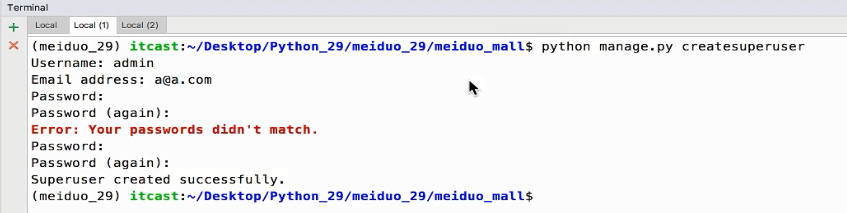 Terminal
Local Local (1) Local (2)
(meiduo_29) itcast:~/Desktop/Python_29/meiduo_29/meiduo_mall$ python manage.py createsuperuser
Username: admin
Email address: a@a.com
Password:
Password (again):
Error: Your passwords didn't match.
Password:
Password (again):
Superuser created successfully.
(meiduo_29) itcast:~/Desktop/Python_29/meiduo_29/meiduo_mall$